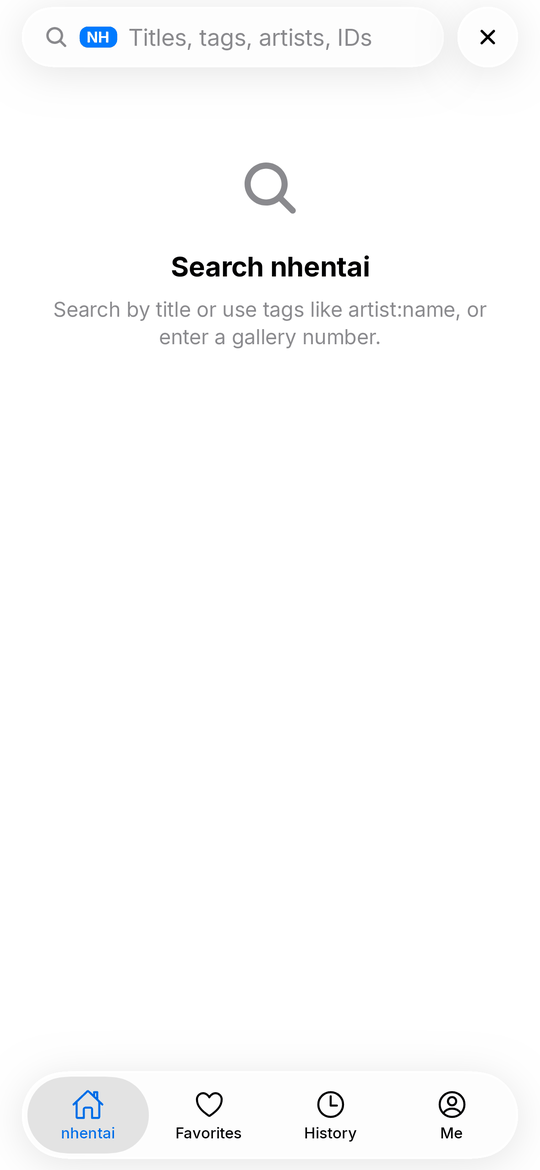 NH Titles, tags, artists, IDs
Search nhentai
Search by title or use tags like artist:name, or
enter a gallery number.
nhentai
Favorites
History
Me